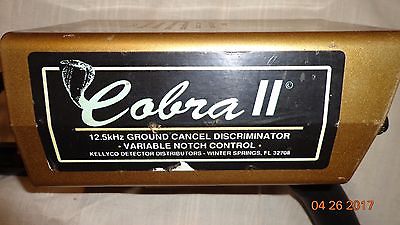 Cobra II ©
12.5kHz GROUND CANCEL DISCRIMINATOR
- VARIABLE NOTCH CONTROL -
KELLYCO DETECTOR DISTRIBUTORS - WINTER SPRINGS, FL 32708
04 26 2017